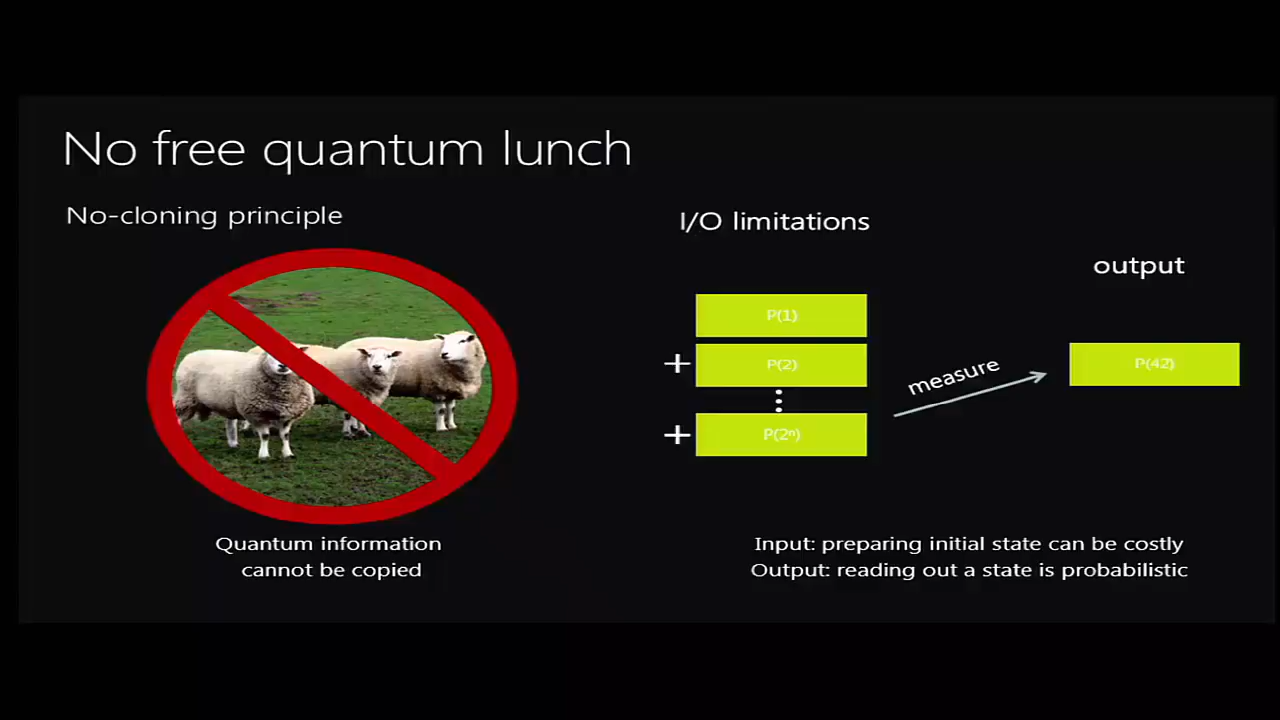 No free quantum lunch
No-cloning principle
Quantum information
cannot be copied
I/O limitations
output
P(1)
+ P(2)
+ P(2ⁿ)
measure
P(42)
Input: preparing initial state can be costly
Output: reading out a state is probabilistic